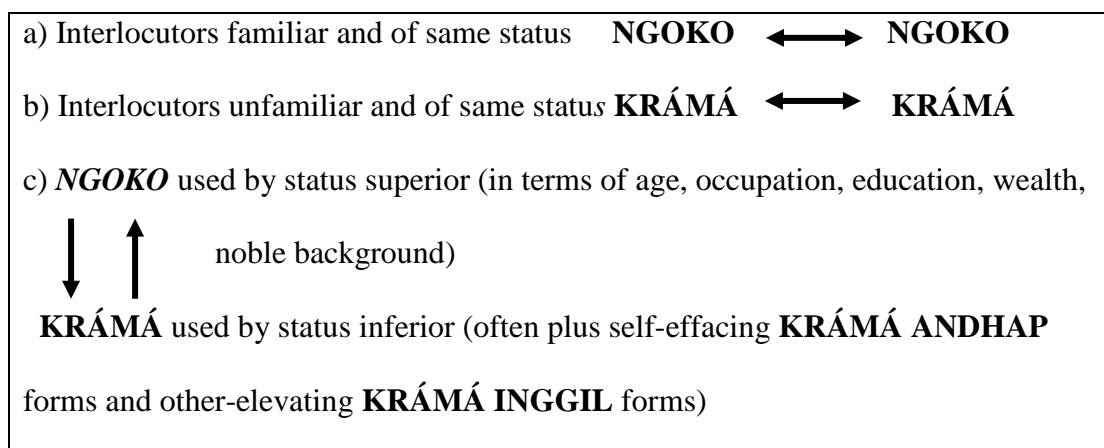 a) Interlocutors familiar and of same status NGOKO NGOKO
b) Interlocutors unfamiliar and of same status KRÁMÁ KRÁMÁ
c) NGOKO used by status superior (in terms of age, occupation, education, wealth,
noble background)
KRÁMÁ used by status inferior (often plus self-effacing KRÁMÁ ANDHAP
forms and other-elevating KRÁMÁ INGGIL forms)